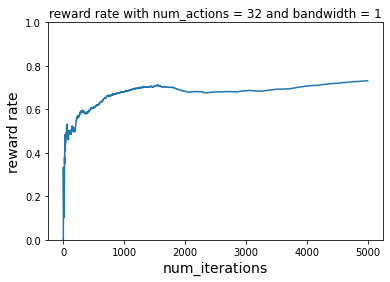 reward rate with num_actions = 32 and bandwidth = 1
1.0
0.8
0.6
0.4
0.2
0.0
reward rate
0 1000 2000 3000 4000 5000
num_iterations